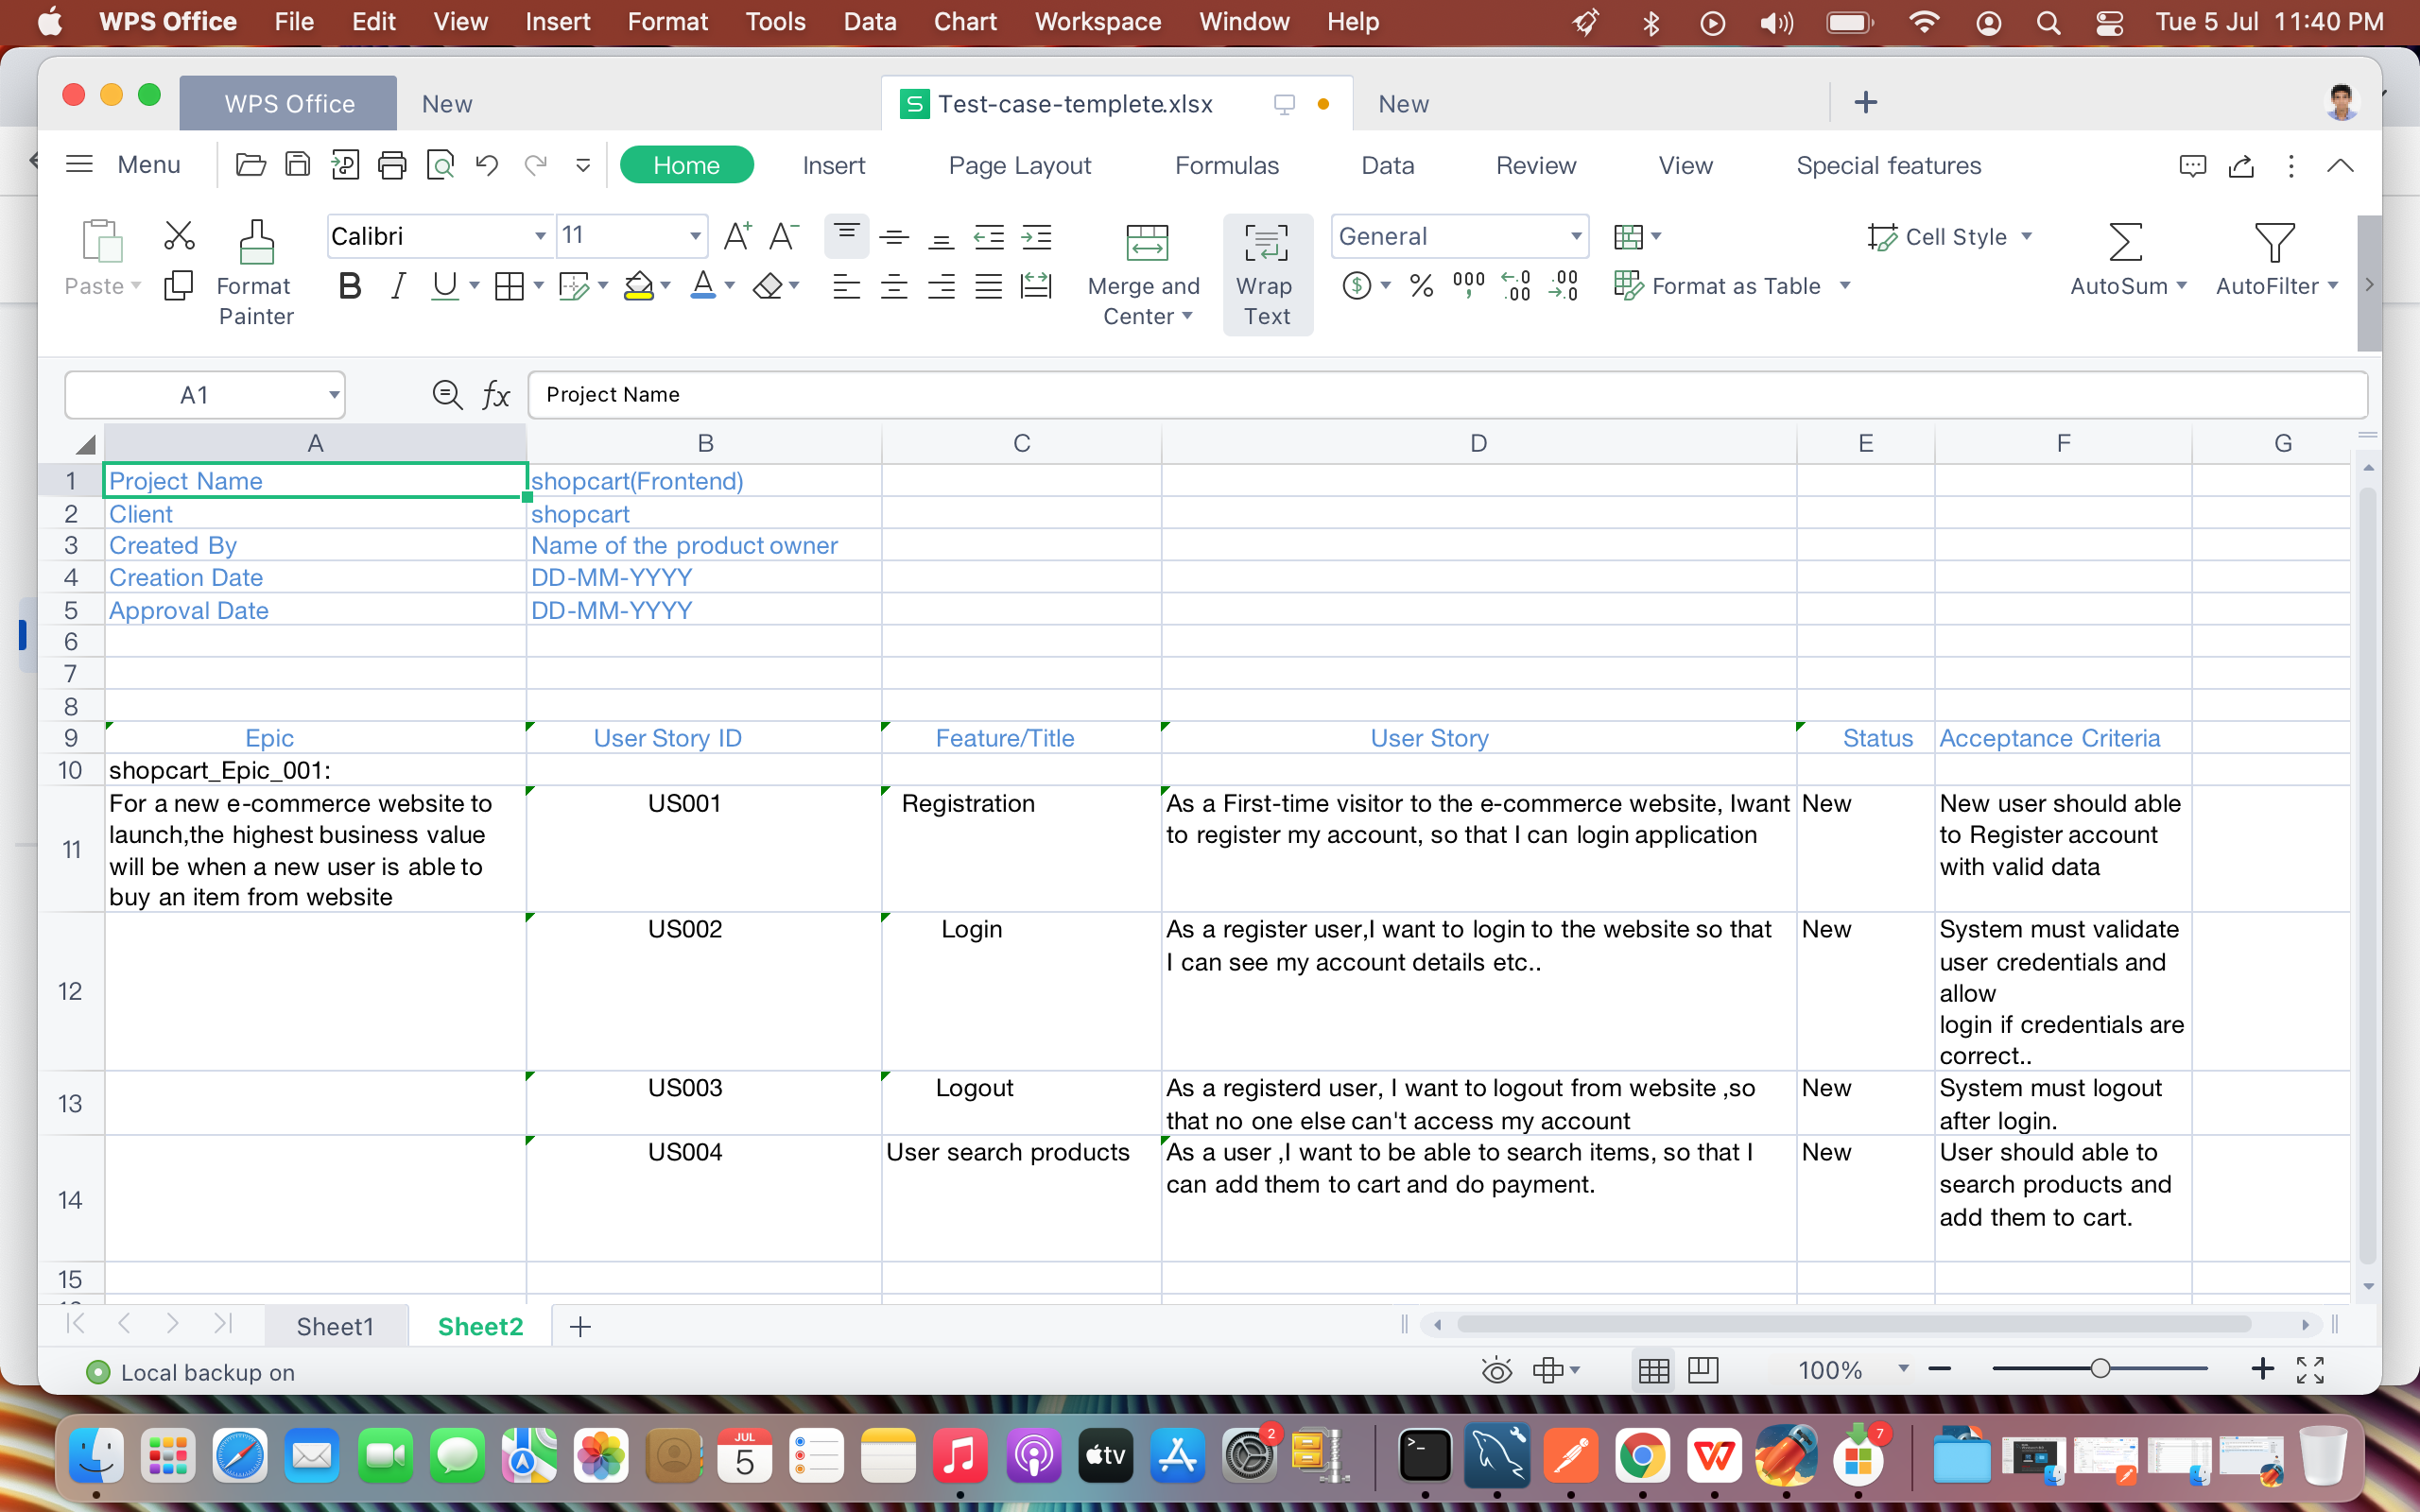 WPS Office File Edit View Insert Format Tools Data Chart Workspace Window Help Tue 5 Jul 11:40 PM
WPS Office New Test-case-templete.xlsx New
Menu Home Insert Page Layout Formulas Data Review View Special features
Calibri 11 General Cell Style
Paste Format Painter Merge and Center Wrap Text Format as Table AutoSum AutoFilter
A1 fx Project Name
A B C D E F G
1 Project Name shopcart(Frontend)
2 Client shopcart
3 Created By Name of the product owner
4 Creation Date DD-MM-YYYY
5 Approval Date DD-MM-YYYY
6
7
8
9 Epic User Story ID Feature/Title User Story Status Acceptance Criteria
10 shopcart_Epic_001:
11
For a new e-commerce website to
launch,the highest business value
will be when a new user is able to
buy an item from website
US001
Registration
As a First-time visitor to the e-commerce website, Iwant
to register my account, so that I can login application
New
New user should able
to Register account
with valid data
12
US002
Login
As a register user,I want to login to the website so that
I can see my account details etc..
New
System must validate
user credentials and
allow
login if credentials are
correct..
13
US003
Logout
As a registerd user, I want to logout from website ,so
that no one else can't access my account
New
System must logout
after login.
14
US004
User search products
As a user ,I want to be able to search items, so that I
can add them to cart and do payment.
New
User should able to
search products and
add them to cart.
15
Sheet1 Sheet2
Local backup on 100%
JUL
5
tv
2
7